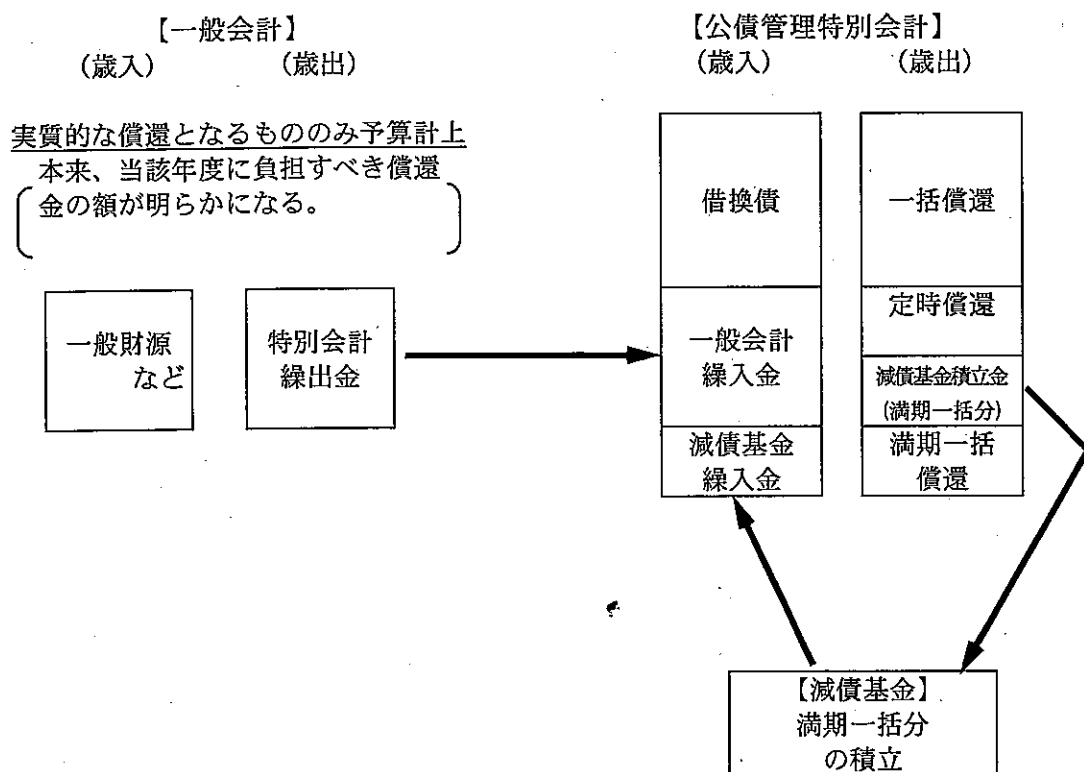 【一般会計】
(歳入)
(歳出)
実質的な償還となるもののみ予算計上
本来、当該年度に負担すべき償還
金の額が明らかになる。
一般財源
など
特別会計
繰出金
【公債管理特別会計】
(歳入)
(歳出)
借換債
一般会計
繰入金
減債基金
繰入金
一括償還
定時償還
減債基金積立金
(満期一括分)
満期一括
償還
【減債基金】
満期一括分
の積立